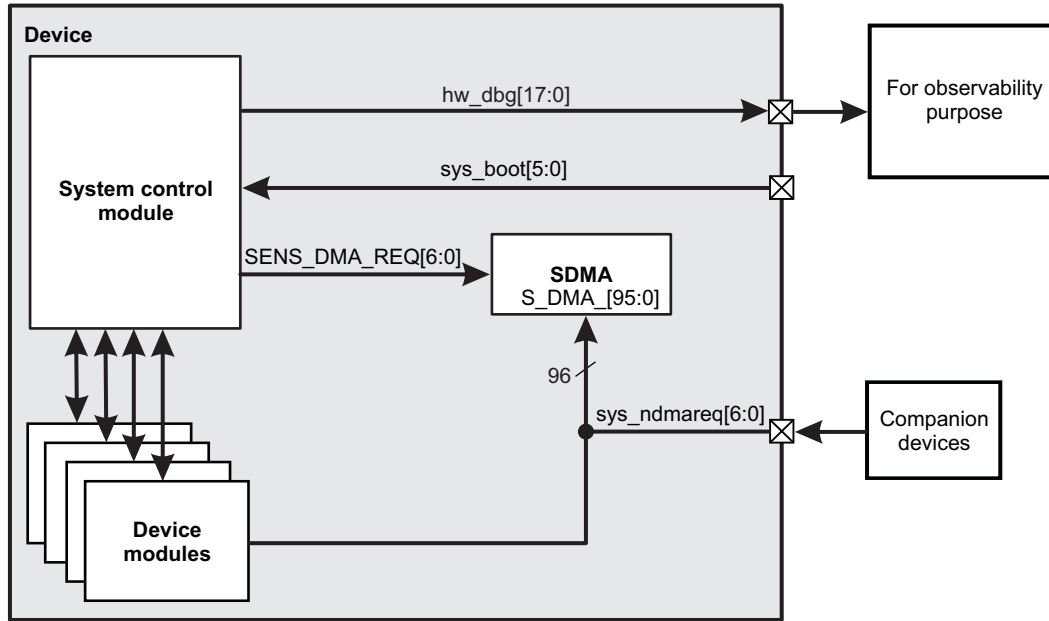 Device
hw_dbg[17:0]
For observability
purpose
sys_boot[5:0]
System control
module
SENS_DMA_REQ[6:0]
SDMA
S_DMA_[95:0]
96
sys_ndmareq[6:0]
Companion
devices
Device
modules